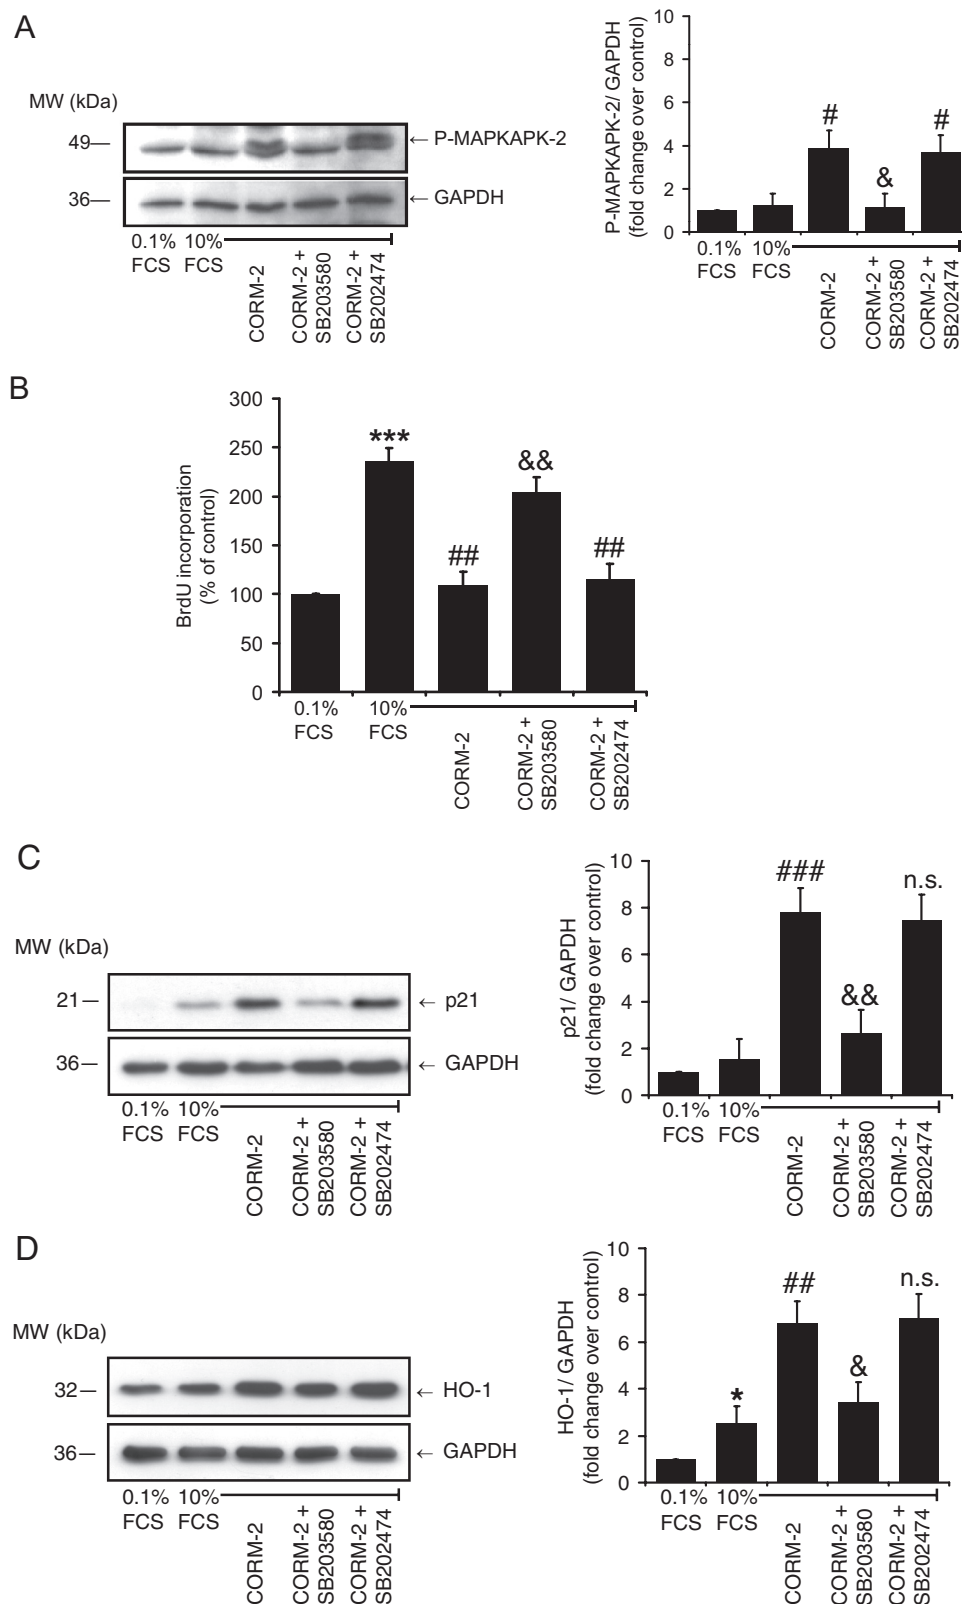 A
MW (kDa)
49
36
← P-MAPKAPK-2
← GAPDH
0.1%
FCS
10%
FCS
CORM-2
CORM-2 +
SB203580
CORM-2 +
SB202474
P-MAPKAPK-2/ GAPDH
(fold change over control)
10
8
6
4
2
0
#
&
#
0.1%
FCS
10%
FCS
CORM-2
CORM-2 +
SB203580
CORM-2 +
SB202474
B
BrdU incorporation
(% of control)
300
250
200
150
100
50
0
***
##
&&
##
0.1%
FCS
10%
FCS
CORM-2
CORM-2 +
SB203580
CORM-2 +
SB202474
C
MW (kDa)
21
36
← p21
← GAPDH
0.1%
FCS
10%
FCS
CORM-2
CORM-2 +
SB203580
CORM-2 +
SB202474
p21/ GAPDH
(fold change over control)
10
8
6
4
2
0
###
&&
n.s.
0.1%
FCS
10%
FCS
CORM-2
CORM-2 +
SB203580
CORM-2 +
SB202474
D
MW (kDa)
32
36
← HO-1
← GAPDH
0.1%
FCS
10%
FCS
CORM-2
CORM-2 +
SB203580
CORM-2 +
SB202474
HO-1/ GAPDH
(fold change over control)
10
8
6
4
2
0
*
##
&
n.s.
0.1%
FCS
10%
FCS
CORM-2
CORM-2 +
SB203580
CORM-2 +
SB202474